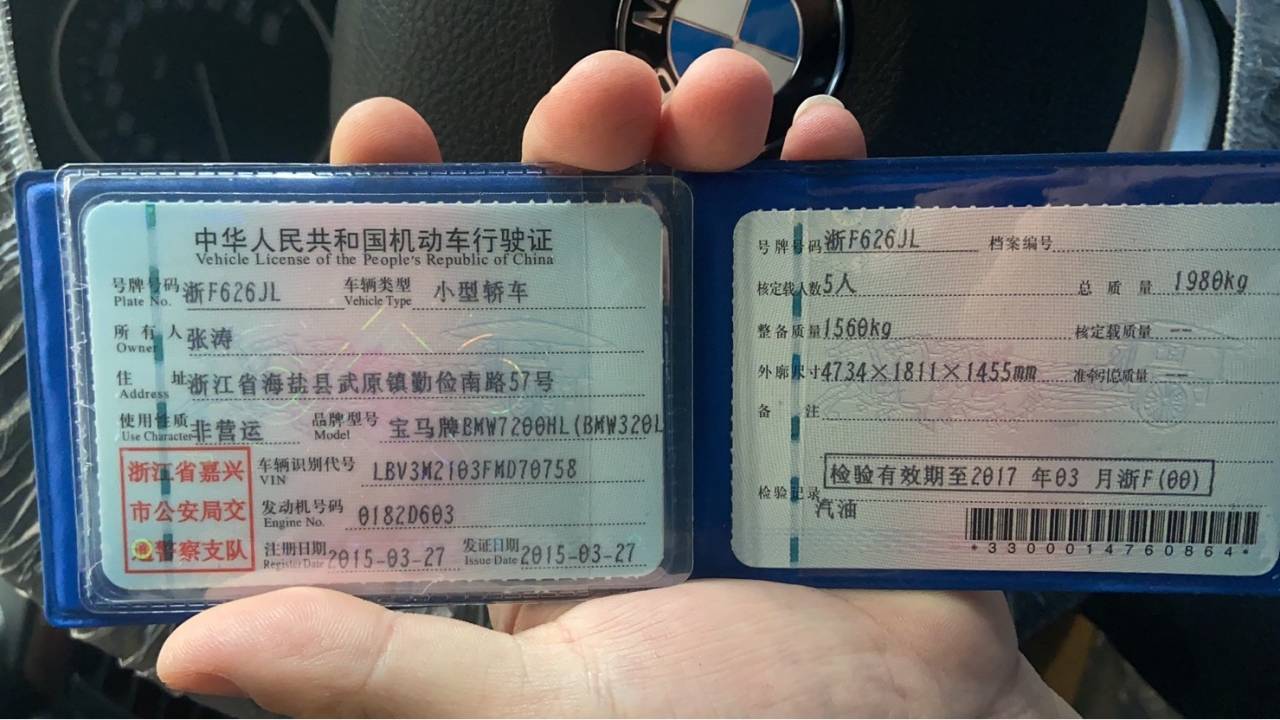 中华人民共和国机动车行驶证
Vehicle License of the People's Republic of China
号牌号码 浙F626JL 车辆类型 小型轿车
Plate No. Vehicle Type
所有人 张涛
Owner
住址 浙江省海盐县武原镇勤俭南路57号
Address
使用性质 非营运 品牌型号 宝马牌BMW7200HL(BMW320L
Use Character Model
浙江省嘉兴
市公安局交
警察支队
车辆识别代号 LBV3M2103FMD70758
VIN
发动机号码 0182D603
Engine No.
注册日期 2015-03-27 发证日期 2015-03-27
Register Date Issue Date
号牌号码 浙F626JL 档案编号
核定载人数 5人 总质量 1980kg
整备质量 1560kg 核定载质量 --
外廓尺寸 4734×1811×1455mm 准牵引总质量 --
备注
检验有效期至2017 年03 月浙F(00)
检验记录
汽油
*3300014760864*